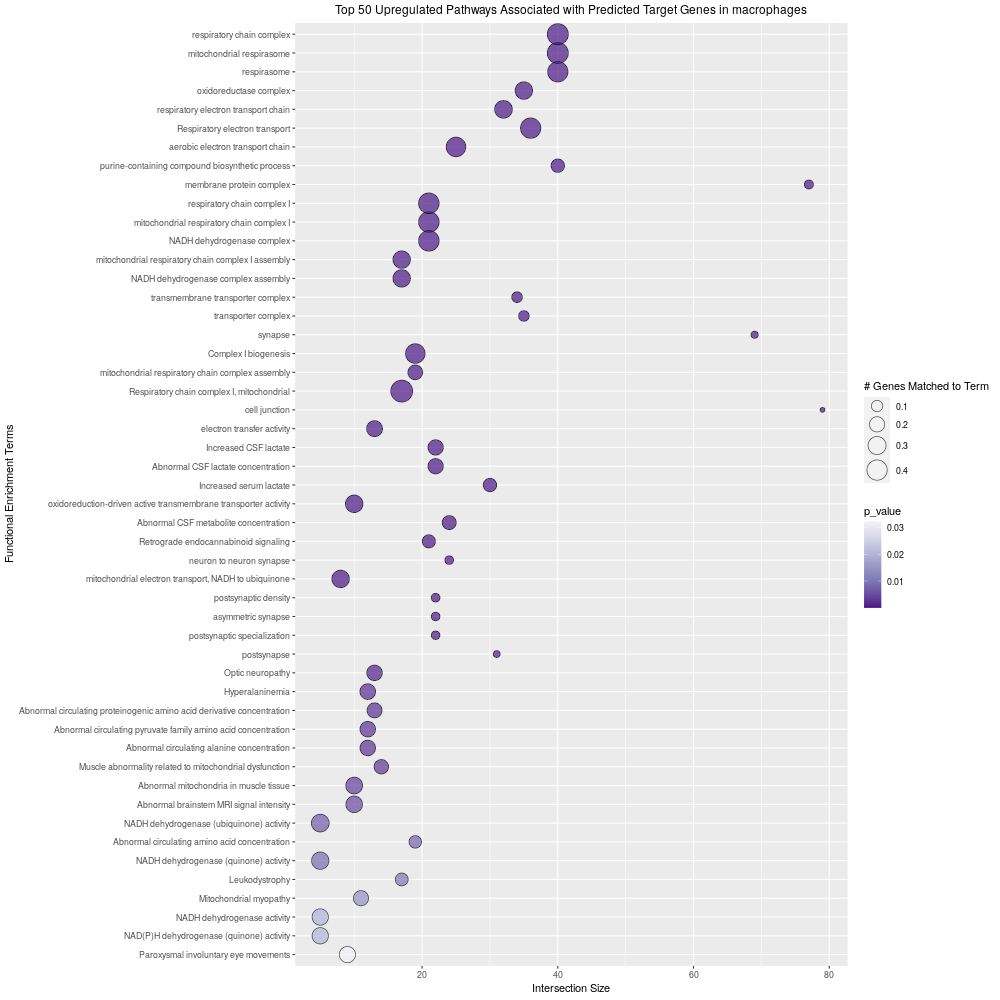 Top 50 Upregulated Pathways Associated with Predicted Target Genes in macrophages
respiratory chain complex
mitochondrial respirasome
respirasome
oxidoreductase complex
respiratory electron transport chain
Respiratory electron transport
aerobic electron transport chain
purine-containing compound biosynthetic process
membrane protein complex
respiratory chain complex I
mitochondrial respiratory chain complex I
NADH dehydrogenase complex
mitochondrial respiratory chain complex I assembly
NADH dehydrogenase complex assembly
transmembrane transporter complex
transporter complex
synapse
Complex I biogenesis
mitochondrial respiratory chain complex assembly
Respiratory chain complex I, mitochondrial
cell junction
electron transfer activity
Increased CSF lactate
Abnormal CSF lactate concentration
Increased serum lactate
oxidoreduction-driven active transmembrane transporter activity
Abnormal CSF metabolite concentration
Retrograde endocannabinoid signaling
neuron to neuron synapse
mitochondrial electron transport, NADH to ubiquinone
postsynaptic density
asymmetric synapse
postsynaptic specialization
postsynapse
Optic neuropathy
Hyperalaninemia
Abnormal circulating proteinogenic amino acid derivative concentration
Abnormal circulating pyruvate family amino acid concentration
Abnormal circulating alanine concentration
Muscle abnormality related to mitochondrial dysfunction
Abnormal mitochondria in muscle tissue
Abnormal brainstem MRI signal intensity
NADH dehydrogenase (ubiquinone) activity
Abnormal circulating amino acid concentration
NADH dehydrogenase (quinone) activity
Leukodystrophy
Mitochondrial myopathy
NADH dehydrogenase activity
NAD(P)H dehydrogenase (quinone) activity
Paroxysmal involuntary eye movements
Functional Enrichment Terms
20 40 60 80
Intersection Size
# Genes Matched to Term
0.1
0.2
0.3
0.4
p_value
0.03
0.02
0.01